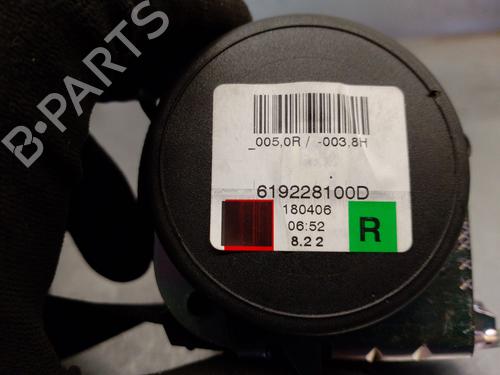 _005,0R / -003,8H
619228100D
180406
06:52
8.2 2
R
B-PARTS